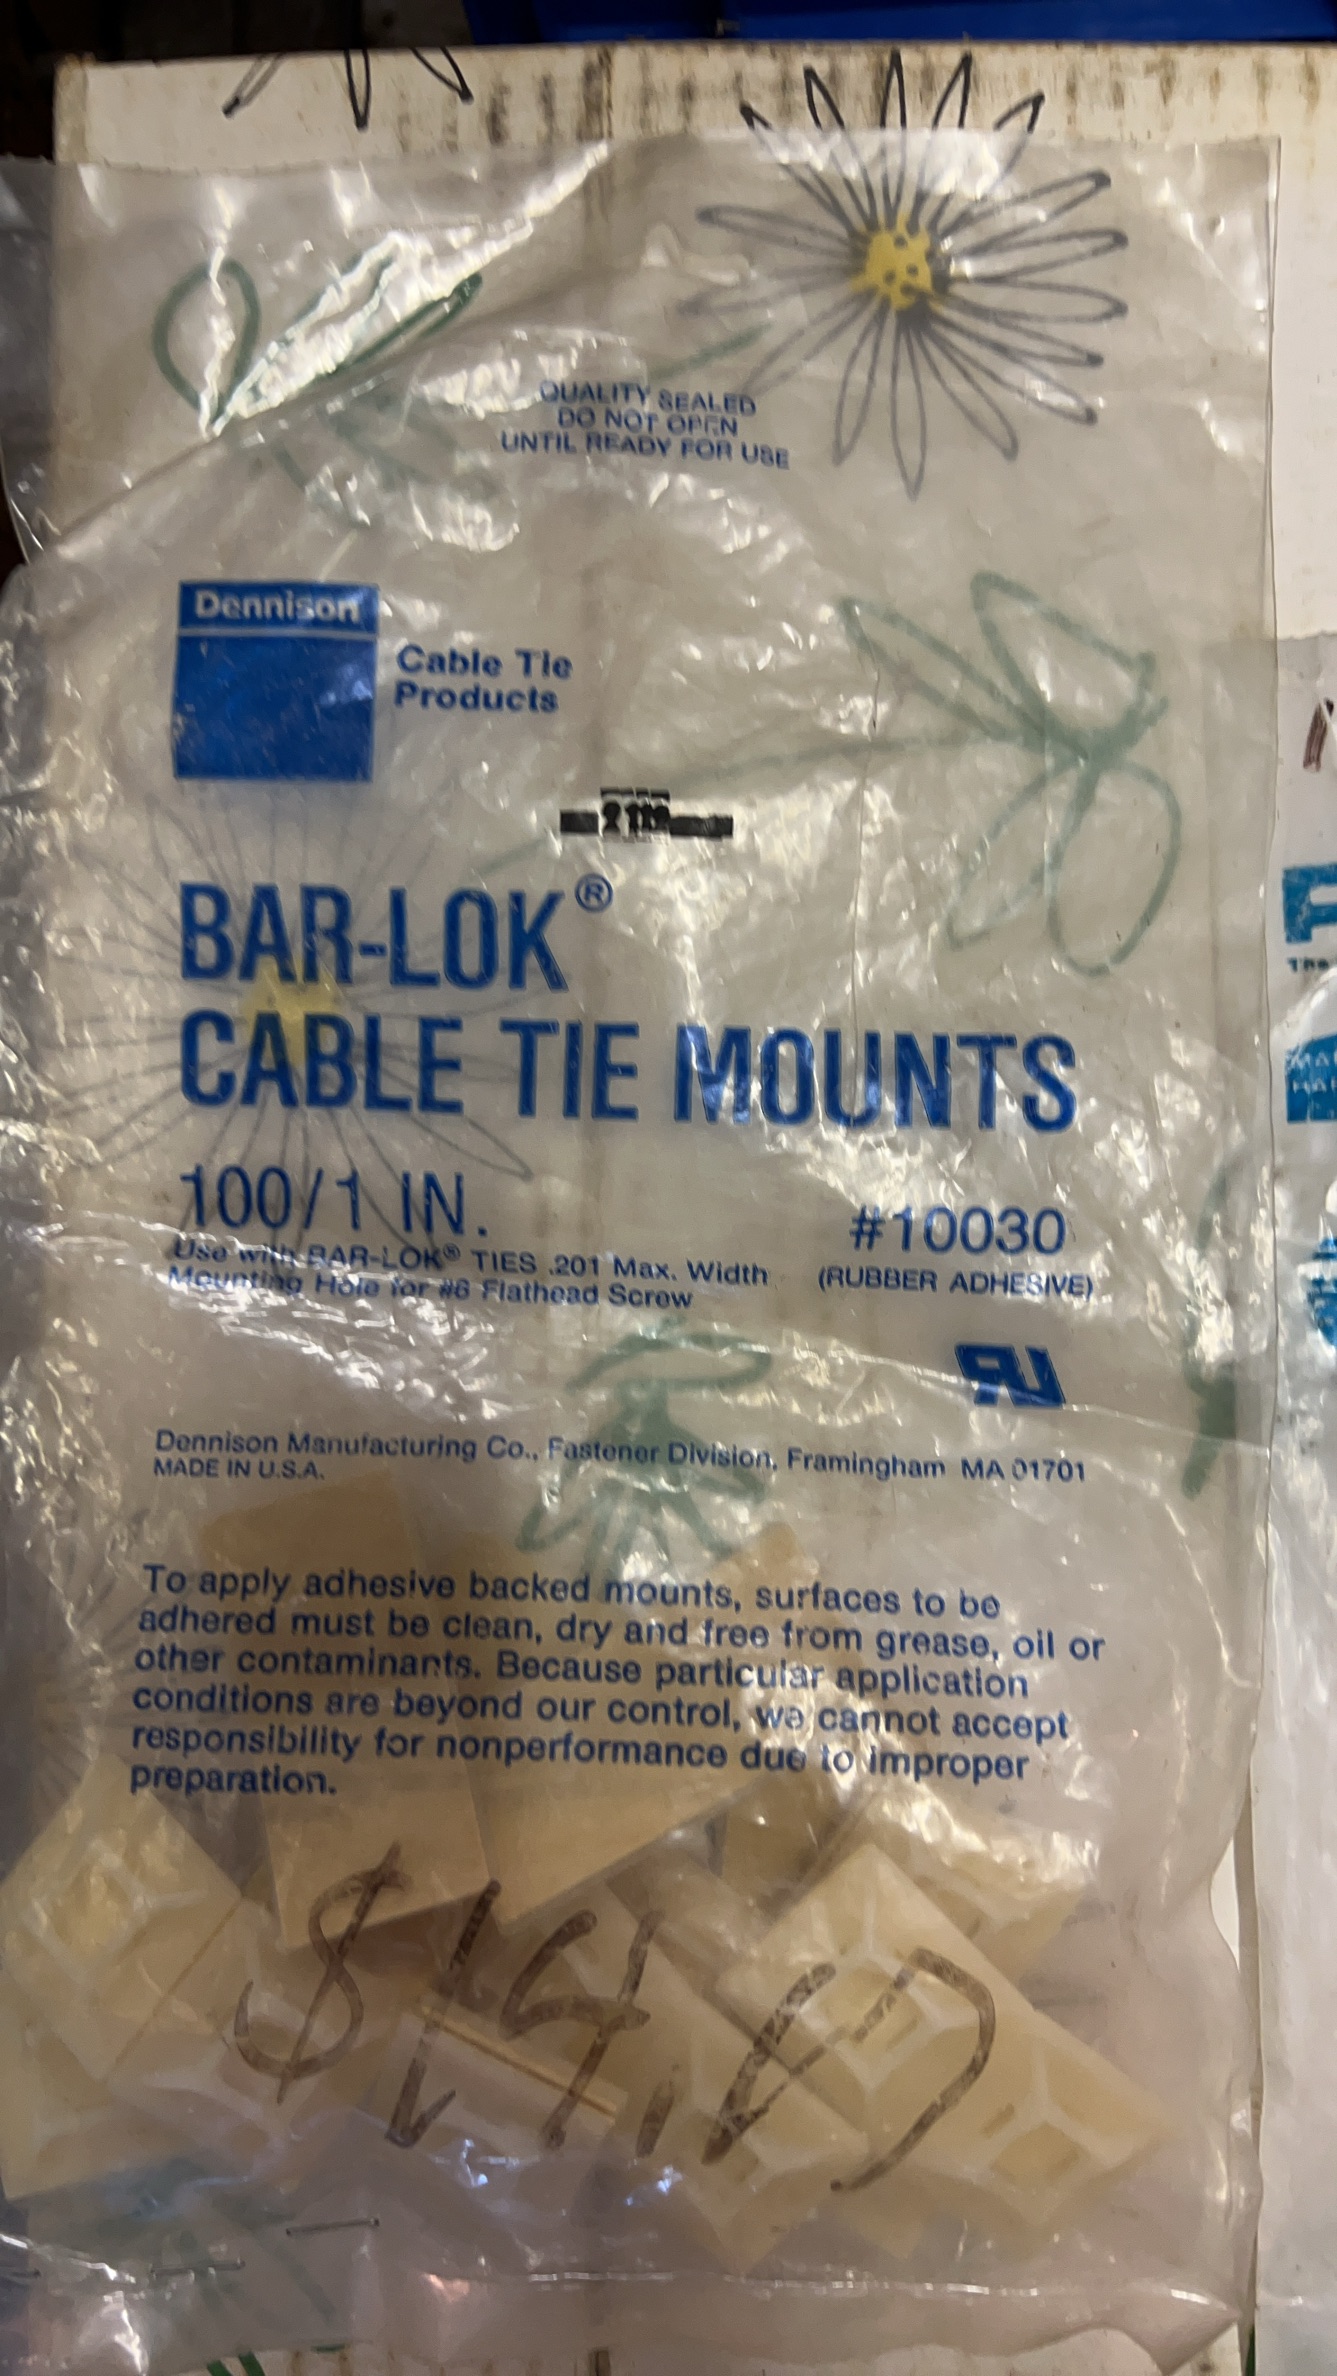 QUALITY SEALED
DO NOT OPEN
UNTIL READY FOR USE
Dennison
Cable Tie
Products
BAR-LOK®
CABLE TIE MOUNTS
100/1 IN.
#10030
Use with BAR-LOK® TIES .201 Max. Width
(RUBBER ADHESIVE)
Mounting Hole for #6 Flathead Screw
Dennison Manufacturing Co., Fastener Division, Framingham MA 01701
MADE IN U.S.A.
To apply adhesive backed mounts, surfaces to be
adhered must be clean, dry and free from grease, oil or
other contaminants. Because particular application
conditions are beyond our control, we cannot accept
responsibility for nonperformance due to improper
preparation.